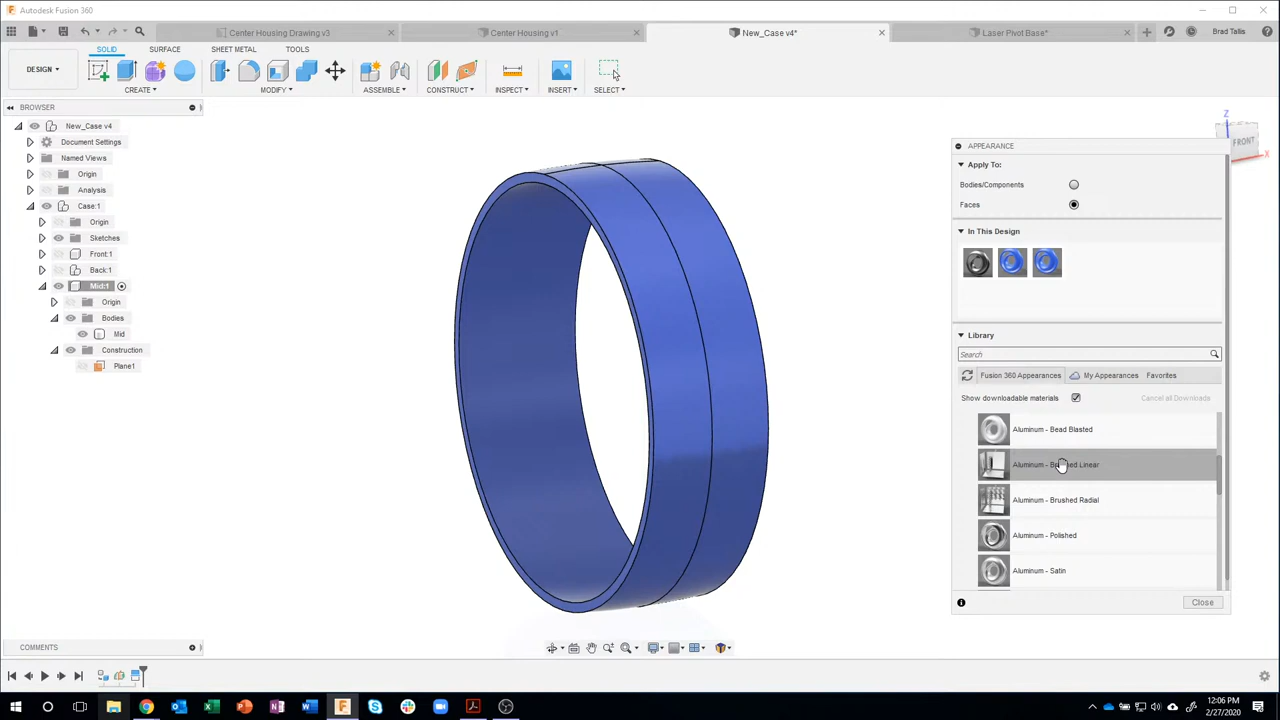 Autodesk Fusion 360
Center Housing Drawing v3
Center Housing v1
New_Case v4*
Laser Pivot Base*
Brad Tallis
SOLID
SURFACE
SHEET METAL
TOOLS
DESIGN
CREATE
MODIFY
ASSEMBLE
CONSTRUCT
INSPECT
INSERT
SELECT
BROWSER
New_Case v4
Document Settings
Named Views
Origin
Analysis
Case:1
Origin
Sketches
Front:1
Back:1
Mid:1
Origin
Bodies
Mid
Construction
Plane1
Z
FRONT
X
APPEARANCE
Apply To:
Bodies/Components
Faces
In This Design
Library
Search
Fusion 360 Appearances
My Appearances
Favorites
Show downloadable materials
Cancel all Downloads
Aluminum - Bead Blasted
Aluminum - Brushed Linear
Aluminum - Brushed Radial
Aluminum - Polished
Aluminum - Satin
Close
COMMENTS
12:06 PM
2/27/2020